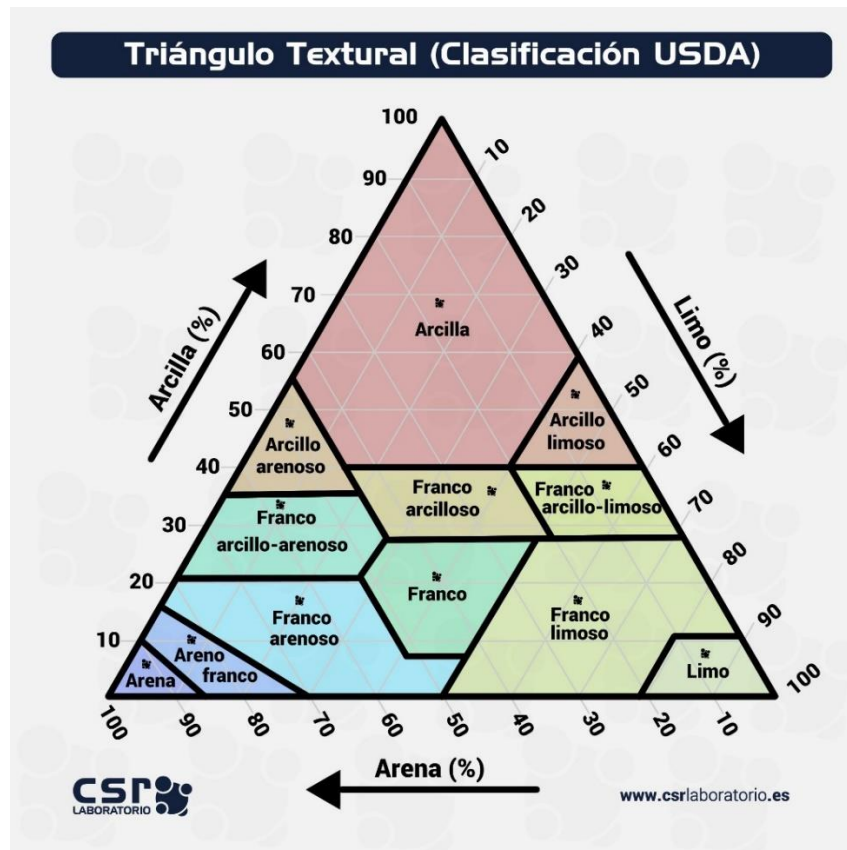 Triángulo Textural (Clasificación USDA)
100
90
80
70
60
50
40
30
20
10
Arcilla (%)
10
20
30
40
50
60
70
80
90
100
Limo (%)
Arcilla
Arcillo
limoso
Arcillo
arenoso
Franco
arcilloso
Franco
arcillo-limoso
Franco
arcillo-arenoso
Franco
Franco
arenoso
Franco
limoso
Areno
franco
Arena
Limo
100
90
80
70
60
50
40
30
20
10
Arena (%)
CSR
LABORATORIO
www.csrlaboratorio.es